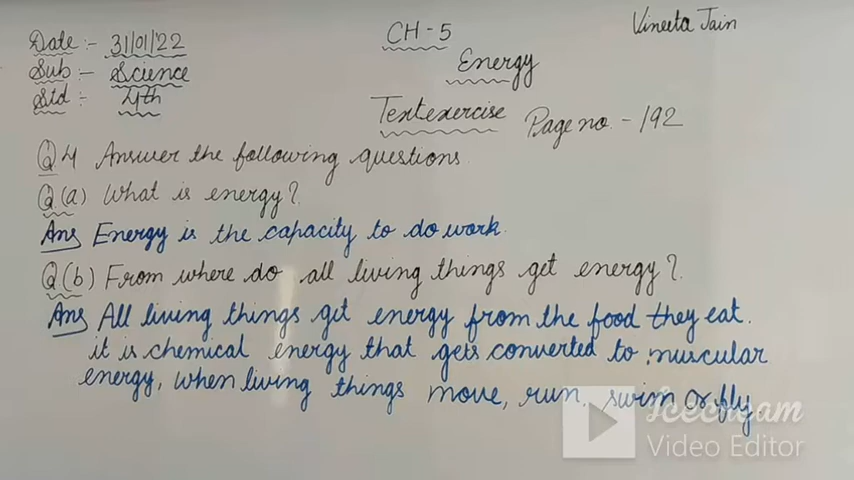 Date:- 31/01/22
Sub:- Science
Std:- 4th
CH-5
Energy
Textexercise Page no. - 192
Vineeta Jain
Q4 Answer the following questions
Q(a) What is energy?
Ans Energy is the capacity to do work.
Q(b) From where do all living things get energy?
Ans All living things get energy from the food they eat.
it is chemical energy that gets converted to muscular
energy, when living things move, run, swim or fly.
Icecream
Video Editor